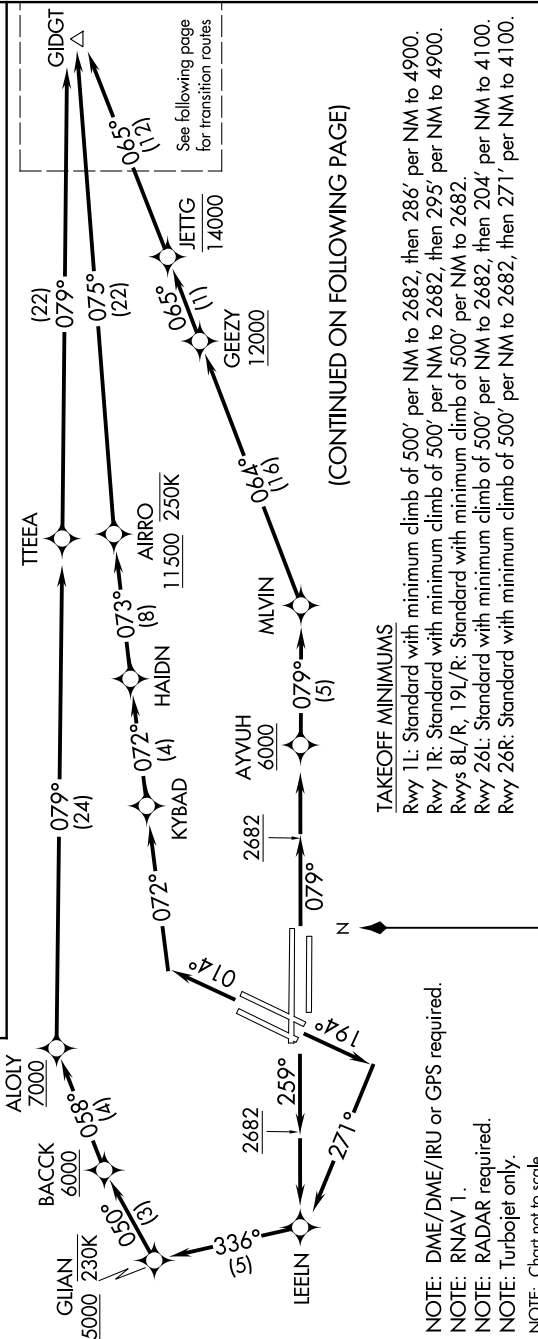 GIDGT
See following page
for transition routes
(22)
079°
075°
(22)
065°
(12)
JETTG
14000
065°
(1)
GEEZY
12000
064°
(16)
TTEEA
AIRRO
11500 250K
073°
(8)
HAIDN
072°
(4)
KYBAD
072°
MLVIN
079°
(5)
AYVUH
6000
2682
079°
079°
(24)
ALOLY
7000
058°
(4)
BACCK
6000
050°
(3)
GLIAN
5000 230K
336°
(5)
LEELN
2682
259°
271°
194°
014°
N
(CONTINUED ON FOLLOWING PAGE)
TAKEOFF MINIMUMS
Rwy 1L: Standard with minimum climb of 500' per NM to 2682, then 286' per NM to 4900.
Rwy 1R: Standard with minimum climb of 500' per NM to 2682, then 295' per NM to 4900.
Rwys 8L/R, 19L/R: Standard with minimum climb of 500' per NM to 2682.
Rwy 26L: Standard with minimum climb of 500' per NM to 2682, then 204' per NM to 4100.
Rwy 26R: Standard with minimum climb of 500' per NM to 2682, then 271' per NM to 4100.
NOTE: DME/DME/IRU or GPS required.
NOTE: RNAV 1.
NOTE: RADAR required.
NOTE: Turbojet only.
NOTE: Chart not to scale